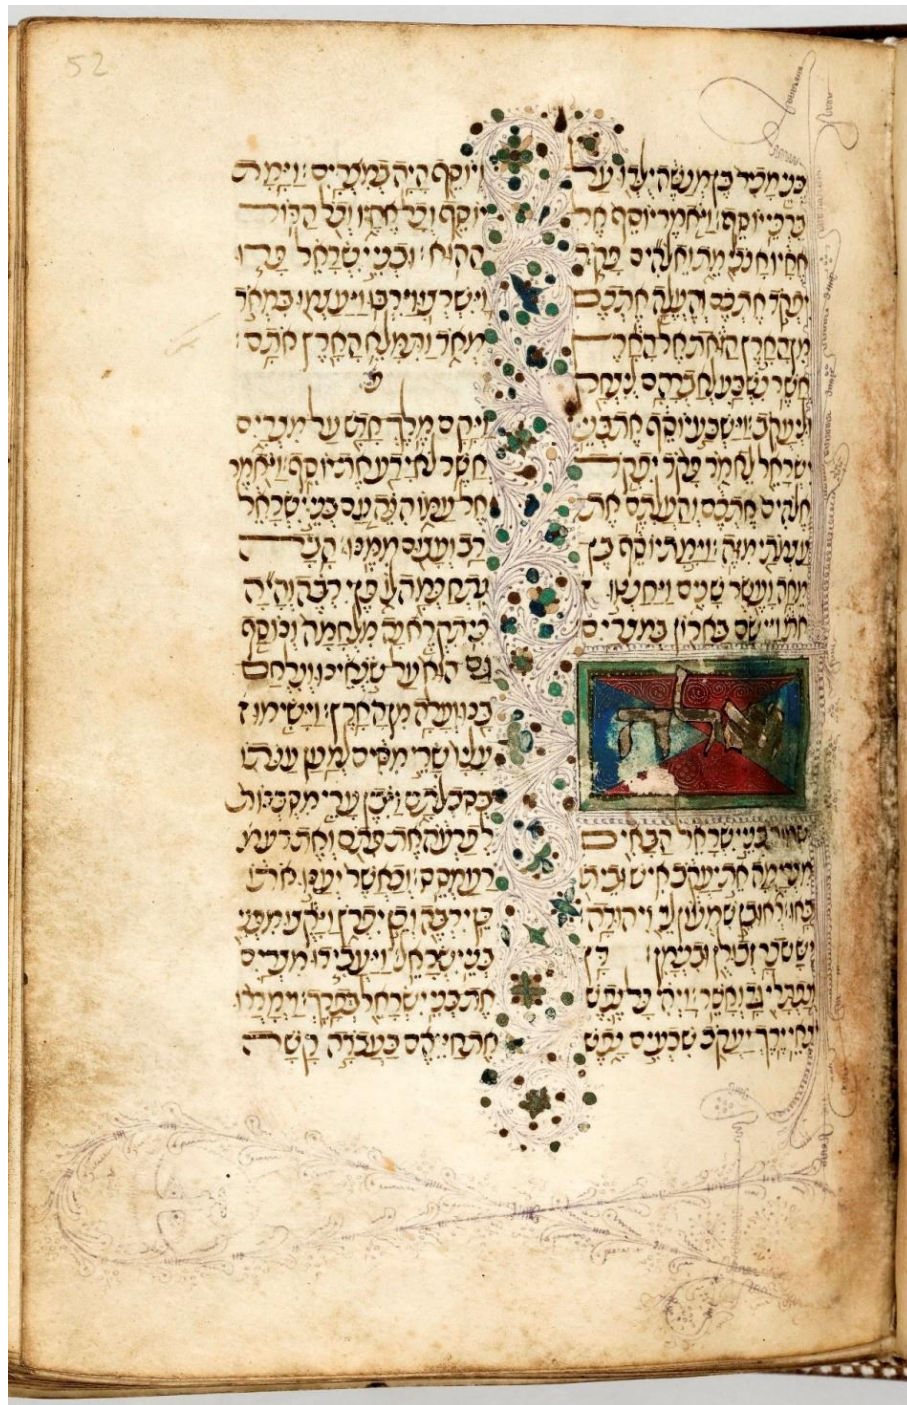 בני מכיר בן מנשה ילדו על
ברכי יוסף׃ ויאמר יוסף אל
אחיו אנכי מת ואלהים פקד
יפקד אתכם והעלה אתכם
מן הארץ הזאת אל הארץ
אשר נשבע לאברהם ליצחק
וליעקב׃ וישבע יוסף את בני
ישראל לאמר פקד יפקד
אלהים אתכם והעלתם את
עצמתי מזה׃ וימת יוסף בן
מאה ועשר שנים ויחנטו
אתו ויישם בארון במצרים
ואלה
שמות בני ישראל הבאים
מצרימה את יעקב איש וביתו
באו׃ ראובן שמעון לוי ויהודה׃
יששכר זבולן ובנימן׃ דן
ונפתלי גד ואשר׃ ויהי כל נפש
יצאי ירך יעקב שבעים נפש
ויוסף היה במצרים׃ וימת
יוסף וכל אחיו וכל הדור
ההוא׃ ובני ישראל פרו
וישרצו וירבו ויעצמו במאד
מאד ותמלא הארץ אתם׃
פ
ויקם מלך חדש על מצרים
אשר לא ידע את יוסף׃ ויאמר
אל עמו הנה עם בני ישראל
רב ועצום ממנו׃ הבה
נתחכמה לו פן ירבה והיה
כי תקראנה מלחמה ונוסף
גם הוא על שנאינו ונלחם
בנו ועלה מן הארץ׃ וישימו
עליו שרי מסים למען ענתו
בסבלתם ויבן ערי מסכנות
לפרעה את פתם ואת רעמ
רעמסס׃ וכאשר יענו אתו
כן ירבה וכן יפרץ ויקצו מפני
בני ישראל׃ ויעבידו מצרים
את בני ישראל בפרך׃ וימררו
את חייהם בעבדה קשה